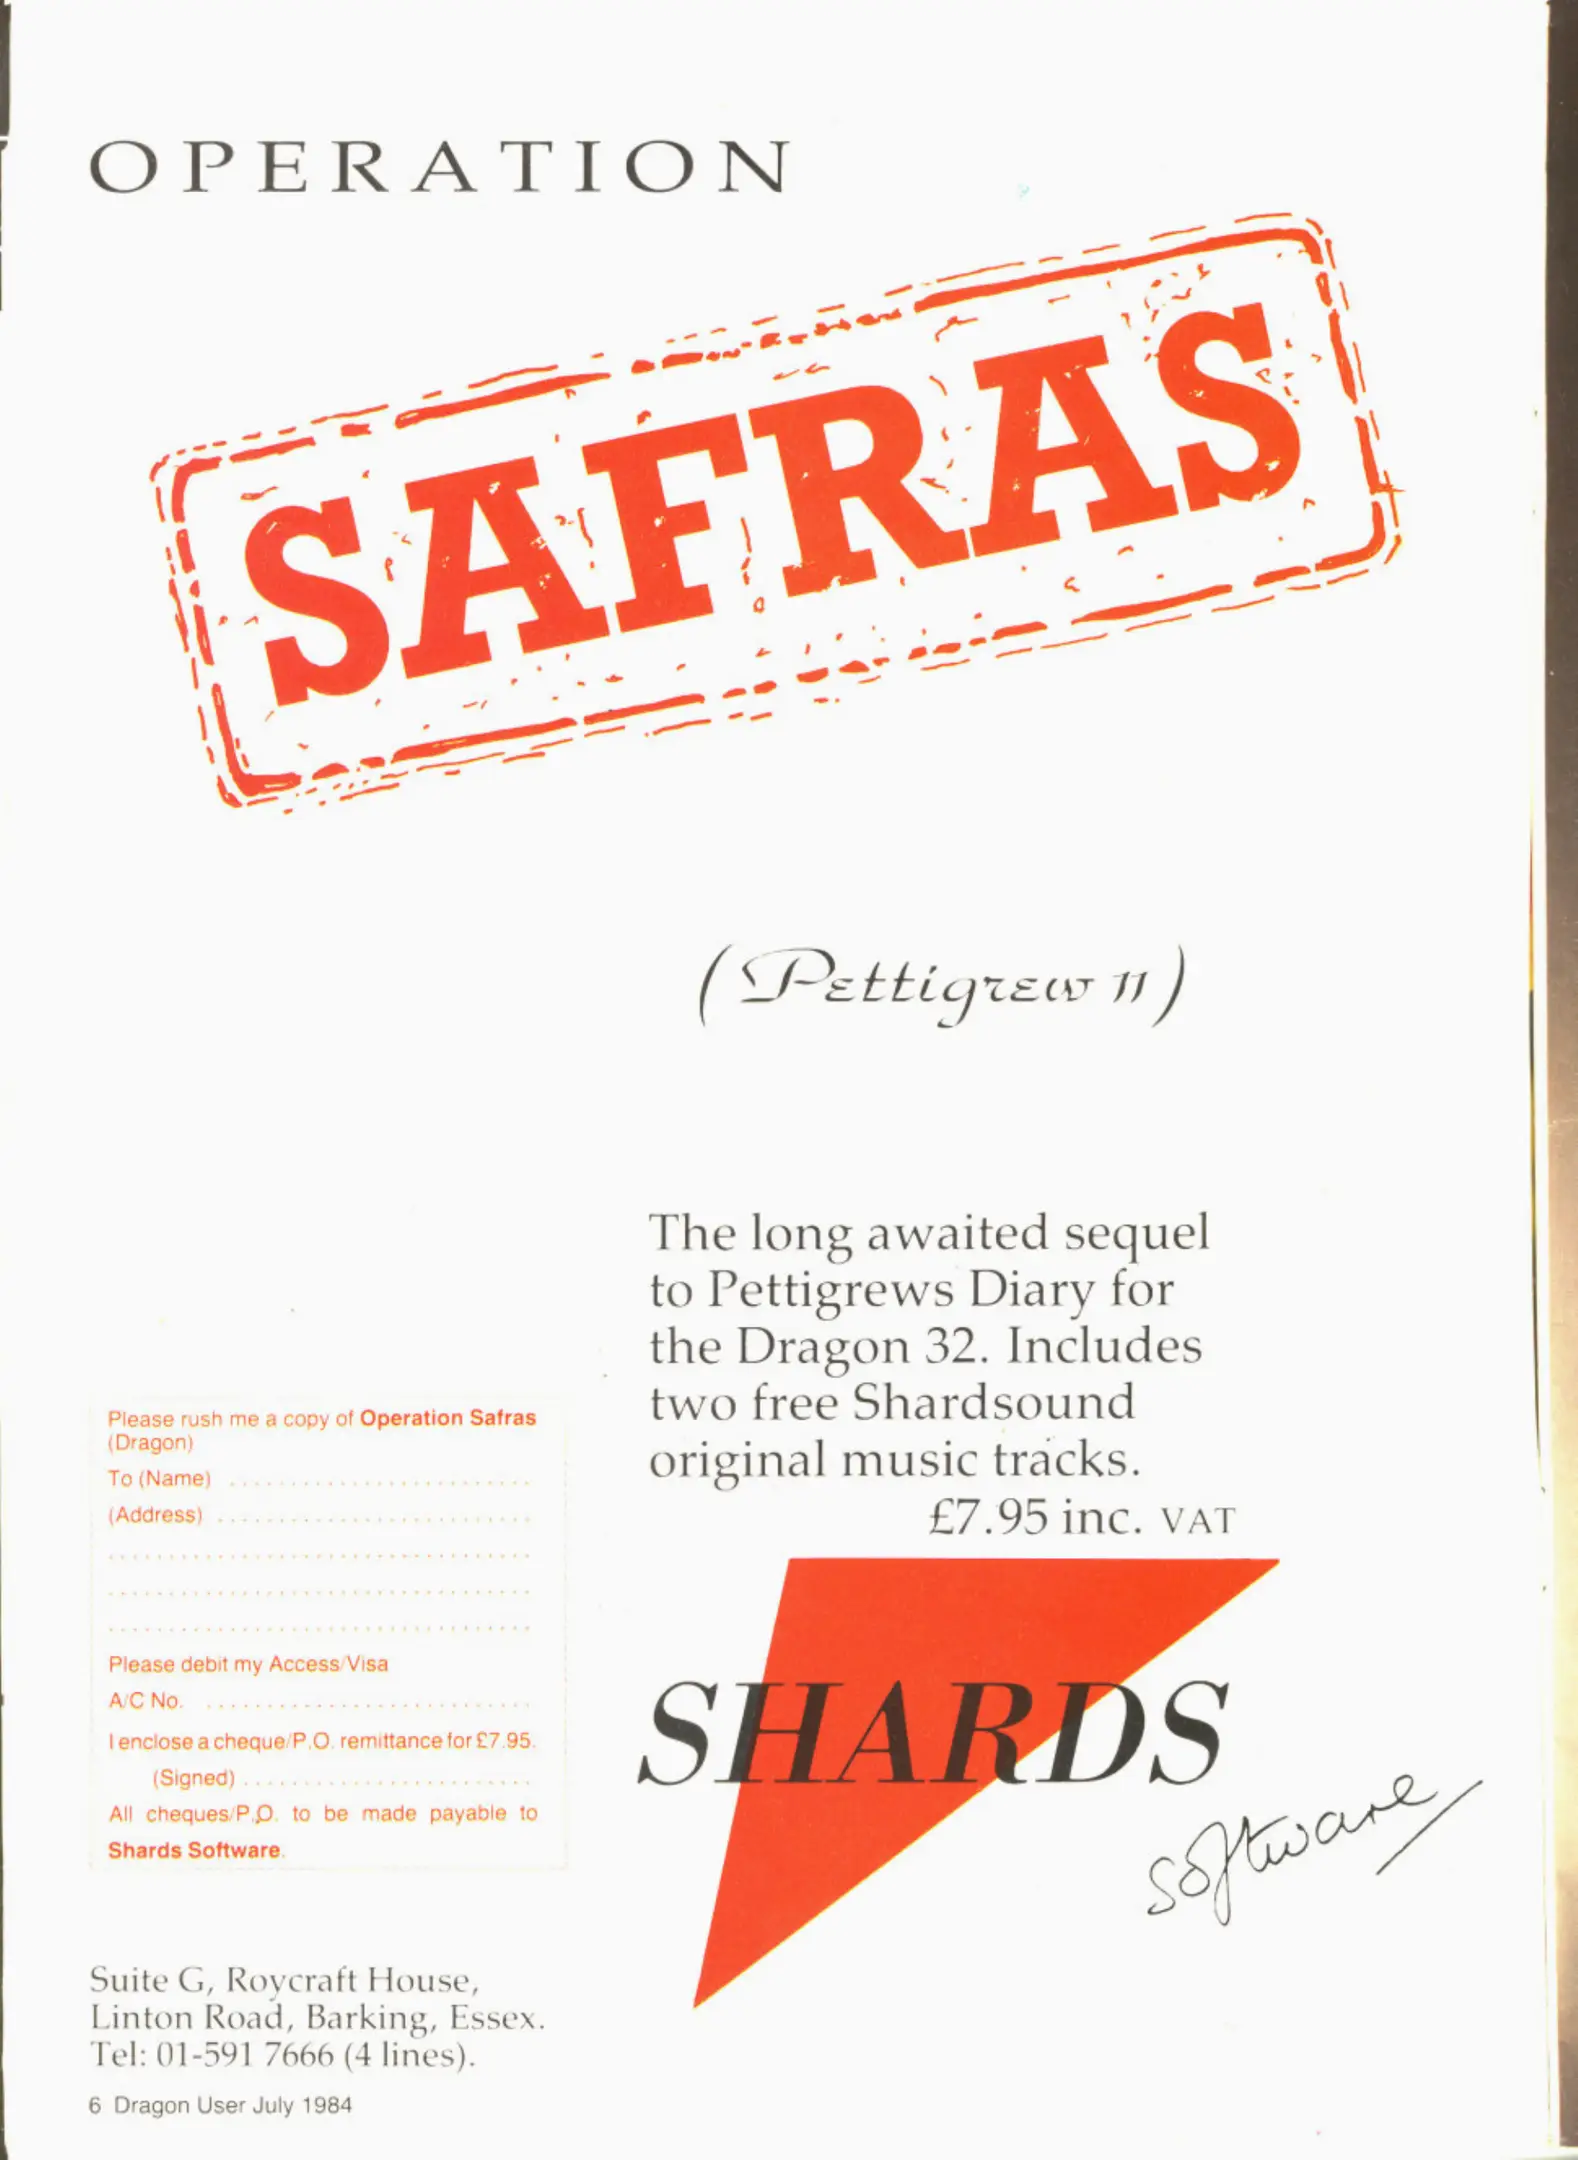 OPERATION
SAFRAS
(Pettigrew 11)
The long awaited sequel
to Pettigrews Diary for
the Dragon 32. Includes
two free Shardsound
original music tracks.
£7.95 inc. VAT
Please rush me a copy of Operation Safras
(Dragon)
To (Name)
(Address)
Please debit my Access/Visa
A/C No.
I enclose a cheque/P.O. remittance for £7.95.
(Signed)
All cheques/P.O. to be made payable to
Shards Software.
SHARDS
software
Suite G, Roycraft House,
Linton Road, Barking, Essex.
Tel: 01-591 7666 (4 lines).
6 Dragon User July 1984